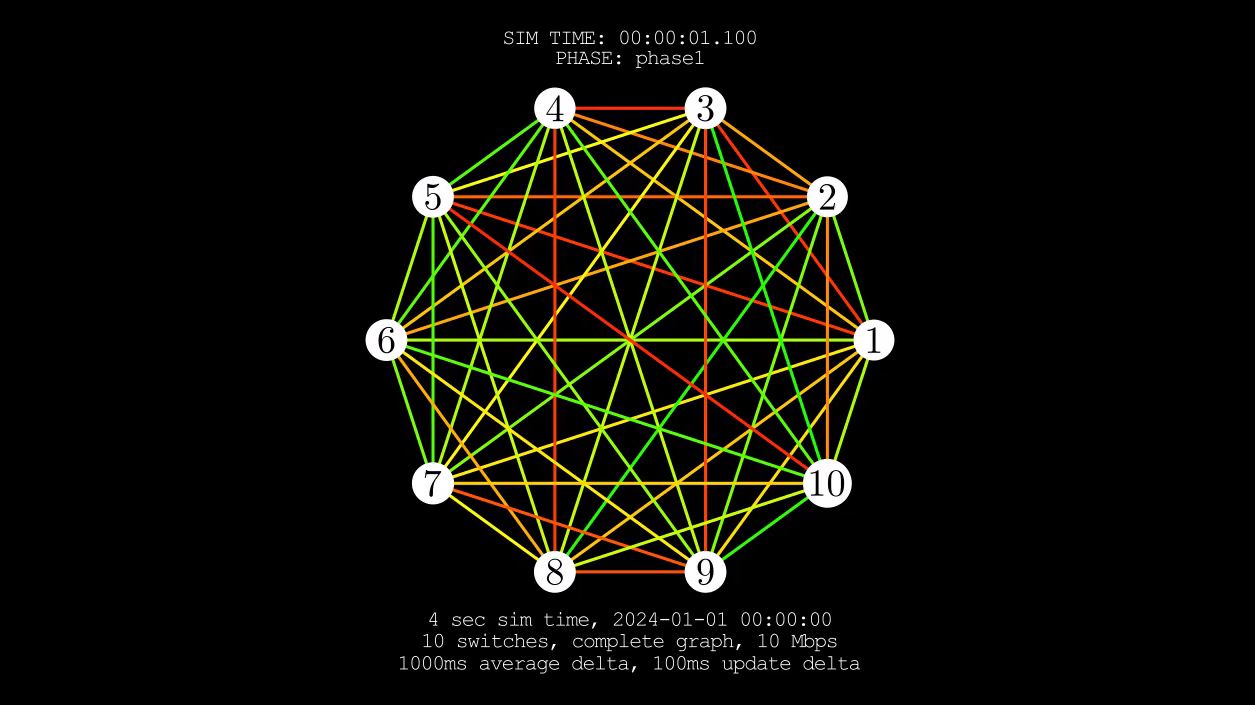 SIM TIME: 00:00:01.100
PHASE: phase1
4 3
5 2
6 1
7 10
8 9
4 sec sim time, 2024-01-01 00:00:00
10 switches, complete graph, 10 Mbps
1000ms average delta, 100ms update delta